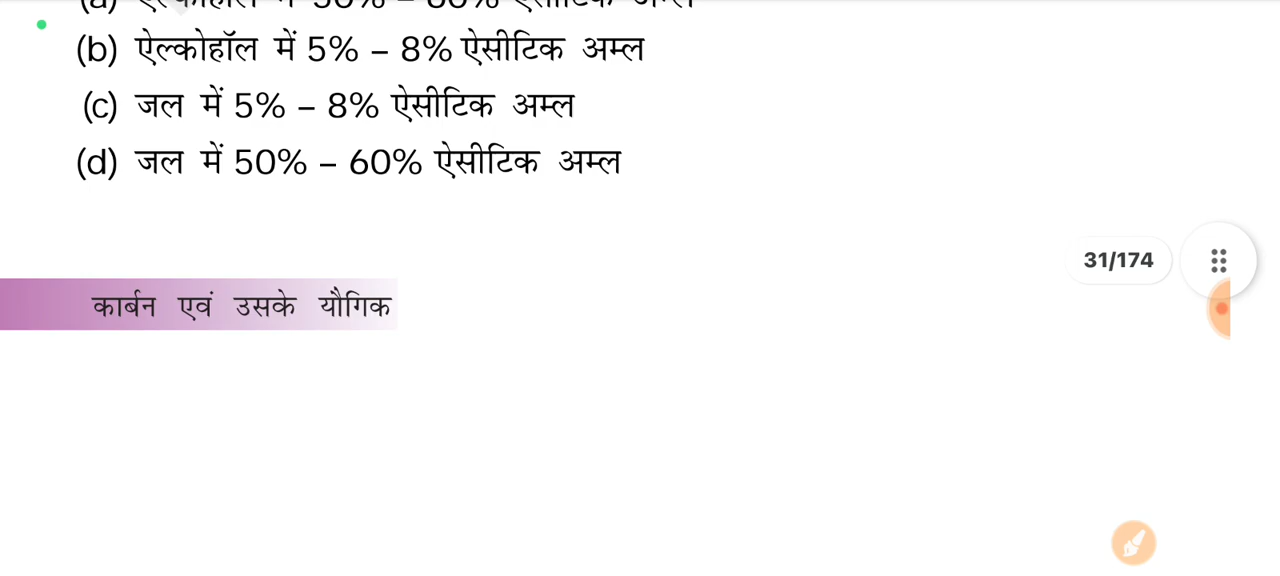 (b) ऐल्कोहॉल में 5% – 8% ऐसीटिक अम्ल
(c) जल में 5% – 8% ऐसीटिक अम्ल
(d) जल में 50% – 60% ऐसीटिक अम्ल
31/174
कार्बन एवं उसके यौगिक